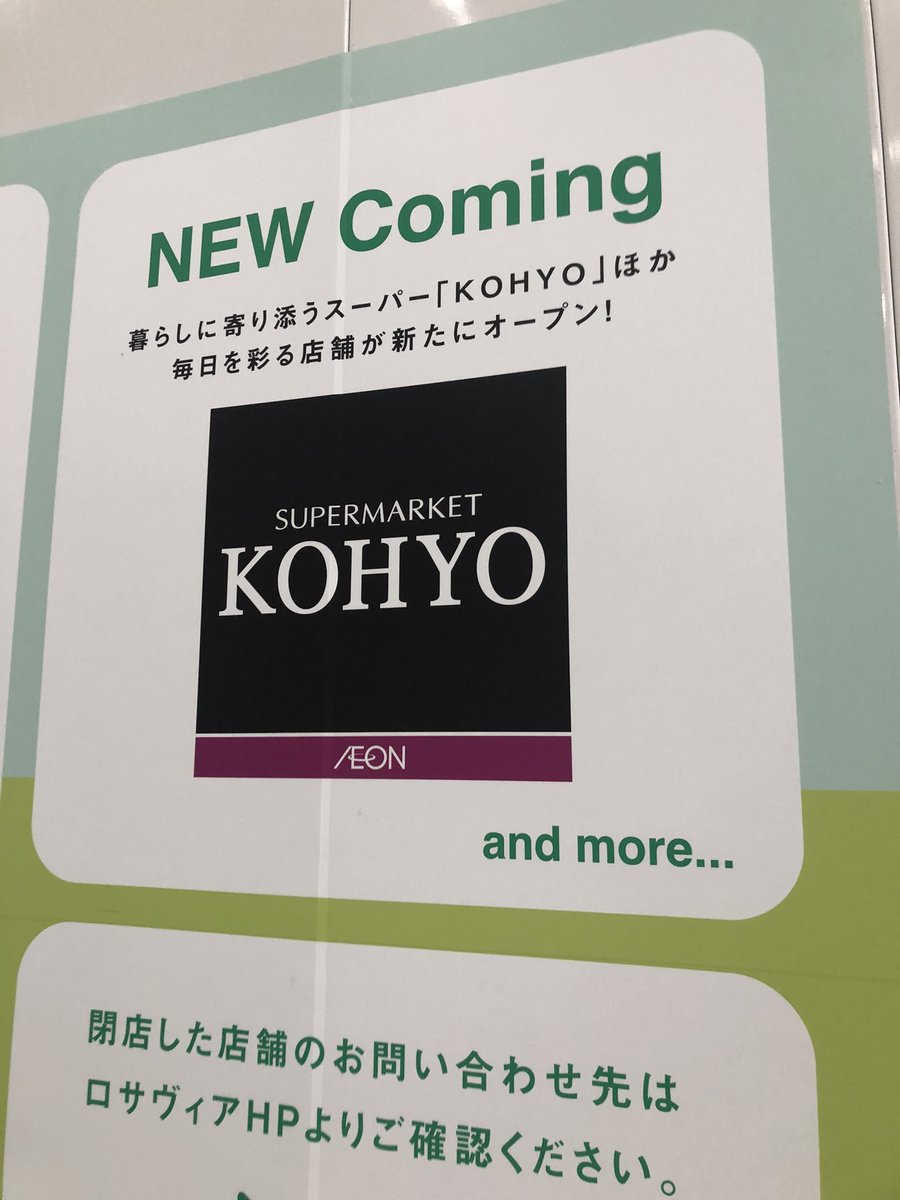 NEW Coming
暮らしに寄り添うスーパー「KOHYO」ほか
毎日を彩る店舗が新たにオープン!
SUPERMARKET
KOHYO
ÆON
and more...
閉店した店舗のお問い合わせ先は
ロサヴィアHPよりご確認ください。